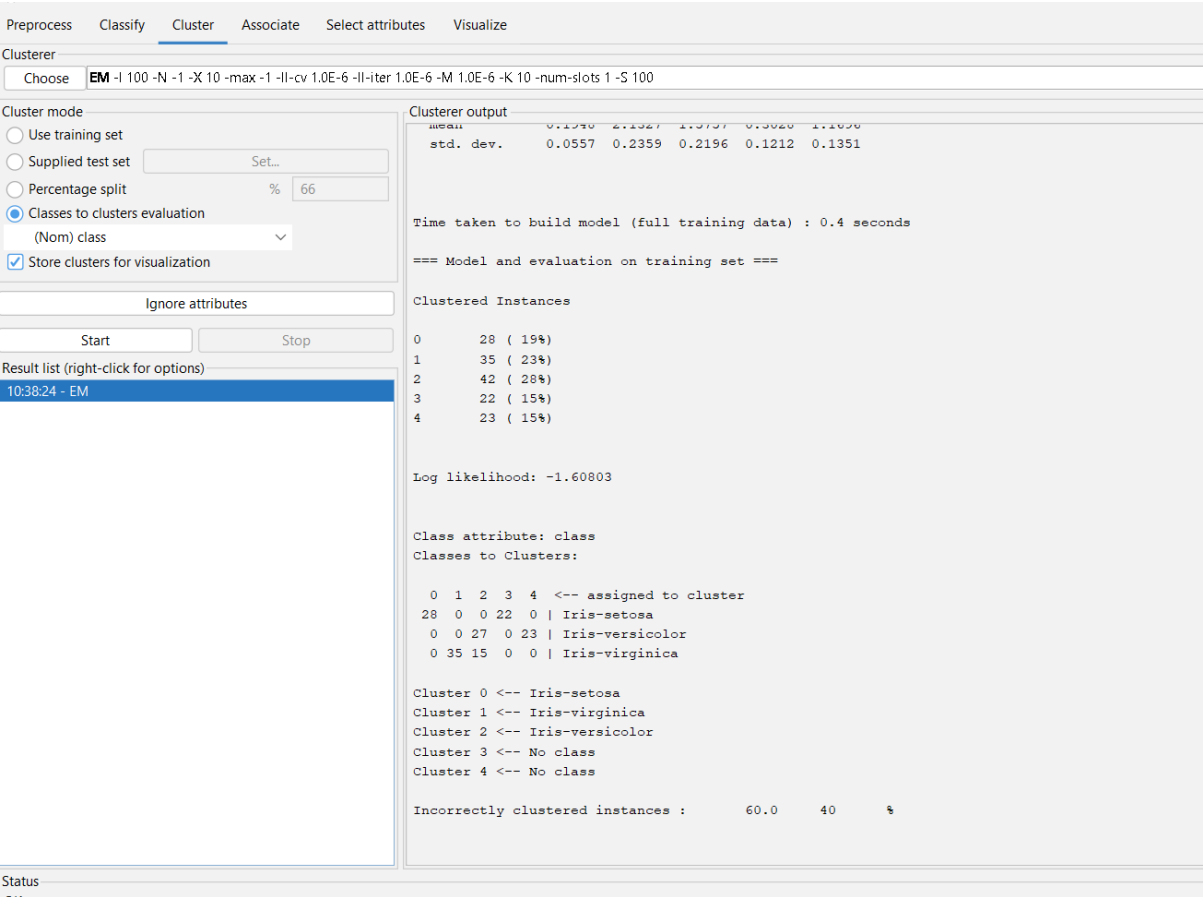 Preprocess Classify Cluster Associate Select attributes Visualize
Clusterer
Choose EM -I 100 -N -1 -X 10 -max -1 -ll-cv 1.0E-6 -ll-iter 1.0E-6 -M 1.0E-6 -K 10 -num-slots 1 -S 100
Cluster mode
Use training set
Supplied test set Set...
Percentage split % 66
Classes to clusters evaluation
(Nom) class
Store clusters for visualization
Ignore attributes
Start Stop
Result list (right-click for options)
10:38:24 - EM
Clusterer output
mean
std. dev. 0.0557 0.2359 0.2196 0.1212 0.1351
Time taken to build model (full training data) : 0.4 seconds
=== Model and evaluation on training set ===
Clustered Instances
0 28 ( 19%)
1 35 ( 23%)
2 42 ( 28%)
3 22 ( 15%)
4 23 ( 15%)
Log likelihood: -1.60803
Class attribute: class
Classes to Clusters:
0 1 2 3 4 <-- assigned to cluster
28 0 0 22 0 | Iris-setosa
0 0 27 0 23 | Iris-versicolor
0 35 15 0 0 | Iris-virginica
Cluster 0 <-- Iris-setosa
Cluster 1 <-- Iris-virginica
Cluster 2 <-- Iris-versicolor
Cluster 3 <-- No class
Cluster 4 <-- No class
Incorrectly clustered instances : 60.0 40 %
Status